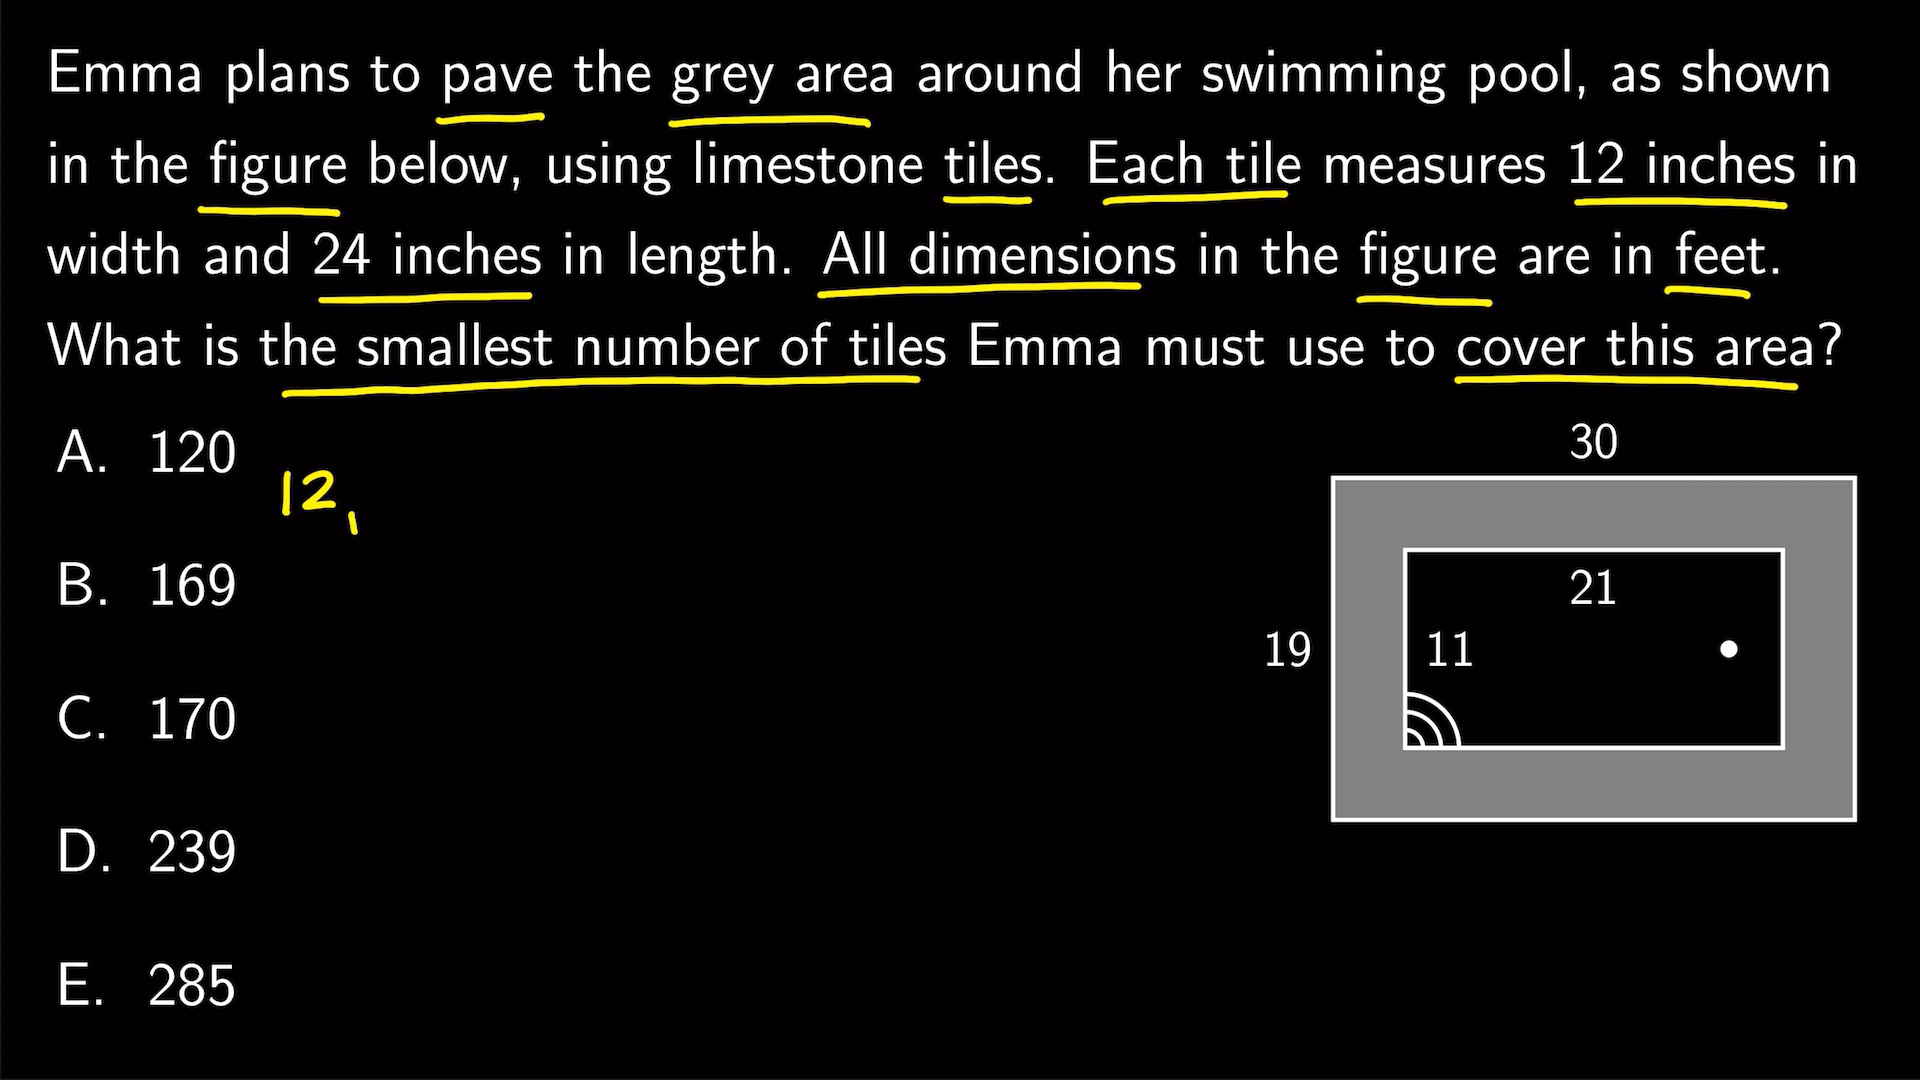 Emma plans to pave the grey area around her swimming pool, as shown
in the figure below, using limestone tiles. Each tile measures 12 inches in
width and 24 inches in length. All dimensions in the figure are in feet.
What is the smallest number of tiles Emma must use to cover this area?
A. 120
12,
B. 169
C. 170
D. 239
E. 285
30
21
19
11